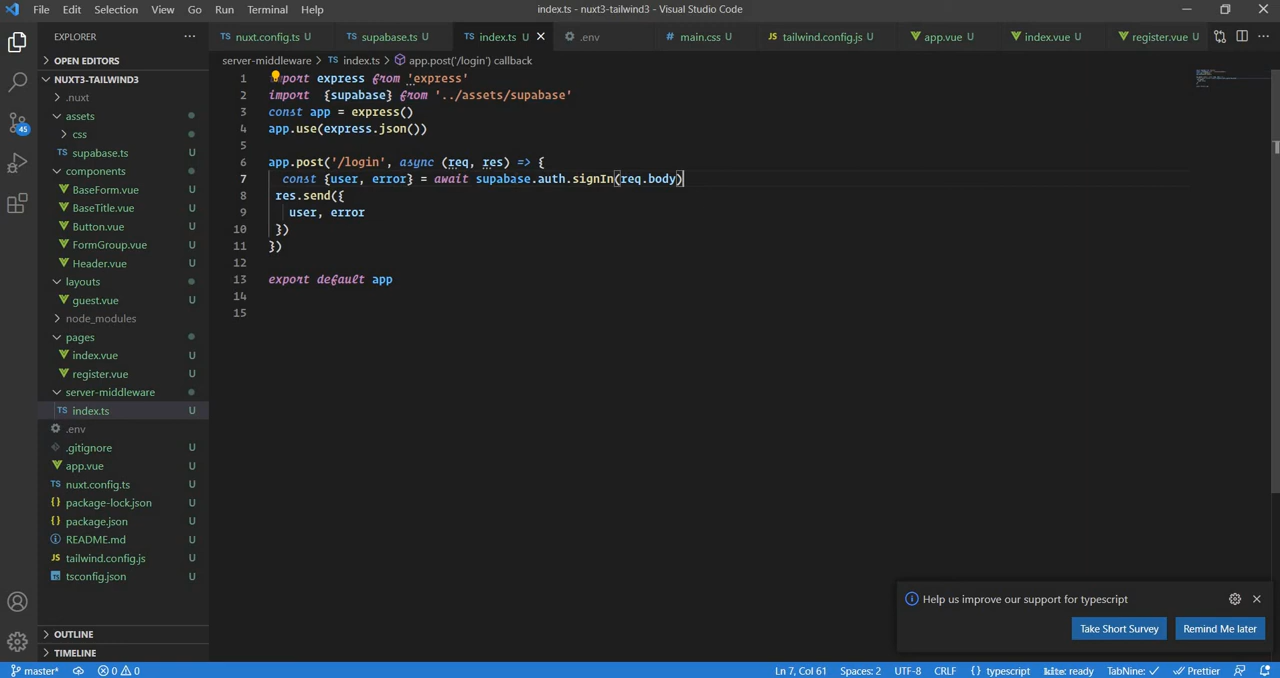 File Edit Selection View Go Run Terminal Help
index.ts - nuxt3-tailwind3 - Visual Studio Code
EXPLORER
nuxt.config.ts U
supabase.ts U
index.ts U
.env
main.css U
tailwind.config.js U
app.vue U
index.vue U
register.vue U
OPEN EDITORS
NUXT3-TAILWIND3
.nuxt
assets
css
supabase.ts U
components
BaseForm.vue U
BaseTitle.vue U
Button.vue U
FormGroup.vue U
Header.vue U
layouts
guest.vue U
node_modules
pages
index.vue U
register.vue U
server-middleware
index.ts U
.env
.gitignore U
app.vue U
nuxt.config.ts U
package-lock.json U
package.json U
README.md U
tailwind.config.js U
tsconfig.json U
OUTLINE
TIMELINE
45
server-middleware > TS index.ts > app.post('/login') callback
1 port express from 'express'
2 import {supabase} from '../assets/supabase'
3 const app = express()
4 app.use(express.json())
5
6 app.post('/login', async (req, res) => {
7 const {user, error} = await supabase.auth.signIn(req.body)
8 res.send({
9 user, error
10 })
11 })
12
13 export default app
14
15
Help us improve our support for typescript
Take Short Survey Remind Me later
master* 0 0 Ln 7, Col 61 Spaces: 2 UTF-8 CRLF {} typescript kite: ready TabNine: ✓ Prettier